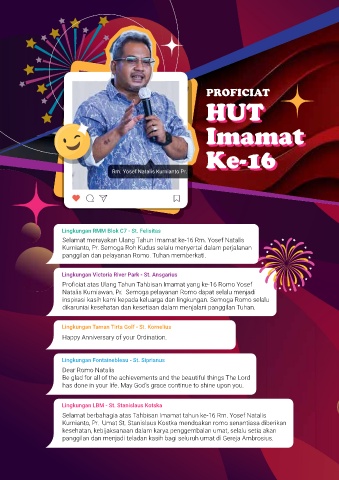 PROFICIAT
HUT
Imamat
Ke-16
Rm. Yosef Natalis Kurnianto Pr.
Lingkungan RMM Blok C7 - St. Felisitas
Selamat merayakan Ulang Tahun Imamat ke-16 Rm. Yosef Natalis
Kurnianto, Pr. Semoga Roh Kudus selalu menyertai dalam perjalanan
panggilan dan pelayanan Romo. Tuhan memberkati.
Lingkungan Victoria River Park - St. Ansgarius
Proficiat atas Ulang Tahun Tahbisan Imamat yang ke-16 Romo Yosef
Natalis Kurniawan, Pr. Semoga pelayanan Romo dapat selalu menjadi
inspirasi kasih kami kepada keluarga dan lingkungan. Semoga Romo selalu
dikaruniai kesehatan dan kesetiaan dalam menjalani panggilan Tuhan.
Lingkungan Taman Tirta Golf - St. Kornelius
Happy Anniversary of your Ordination.
Lingkungan Fontainebleau - St. Siprianus
Dear Romo Natalis
Be glad for all of the achievements and the beautiful things The Lord
has done in your life. May God's grace continue to shine upon you.
Lingkungan LBM - St. Stanislaus Kotska
Selamat berbahagia atas Tahbisan Imamat tahun ke-16 Rm. Yosef Natalis
Kurnianto, Pr. Umat St. Stanislaus Kostka mendoakan romo senantiasa diberikan
kesehatan, kebijaksanaan dalam karya penggembalan umat, selalu setia akan
panggilan dan menjadi teladan kasih bagi seluruh umat di Gereja Ambrosius.